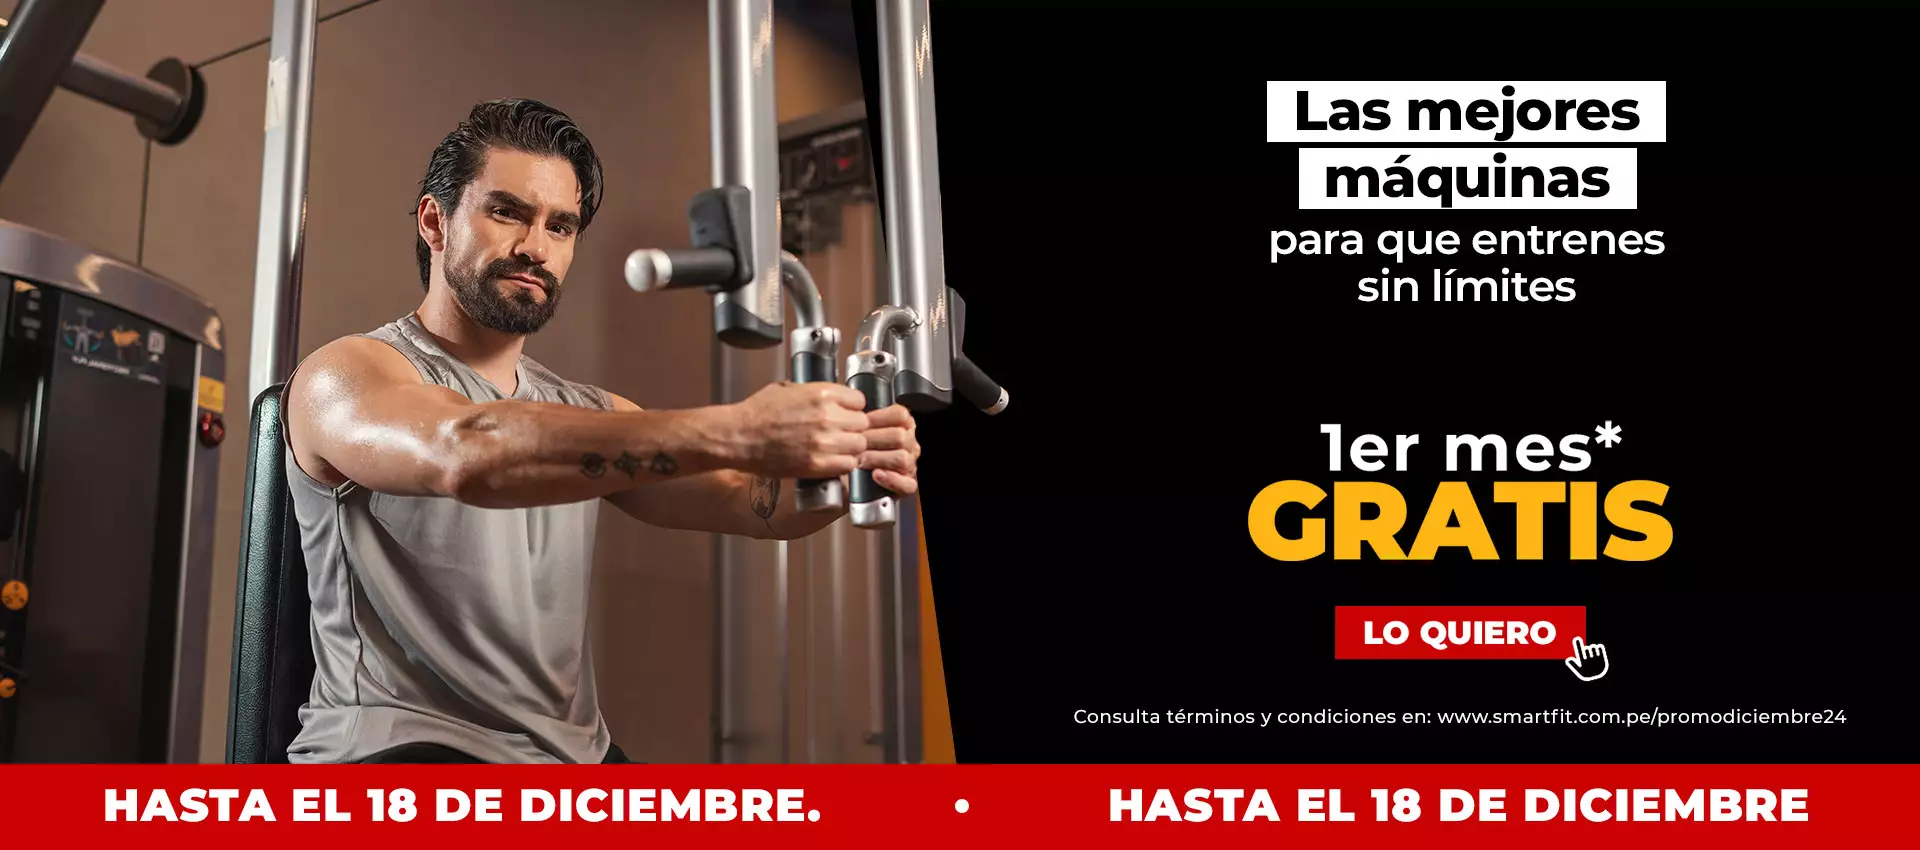 Las mejores
máquinas
para que entrenes
sin límites
1er mes*
GRATIS
LO QUIERO
Consulta términos y condiciones en: www.smartfit.com.pe/promodiciembre24
HASTA EL 18 DE DICIEMBRE. • HASTA EL 18 DE DICIEMBRE